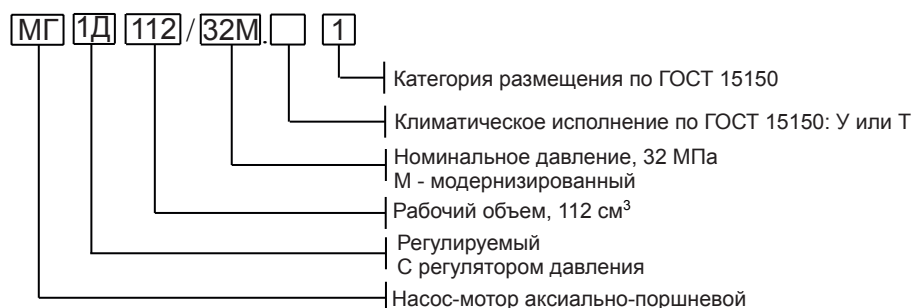 МГ 1Д 112/32М. 1
Категория размещения по ГОСТ 15150
Климатическое исполнение по ГОСТ 15150: У или Т
Номинальное давление, 32 МПа
М - модернизированный
Рабочий объем, 112 см³
Регулируемый
С регулятором давления
Насос-мотор аксиально-поршневой